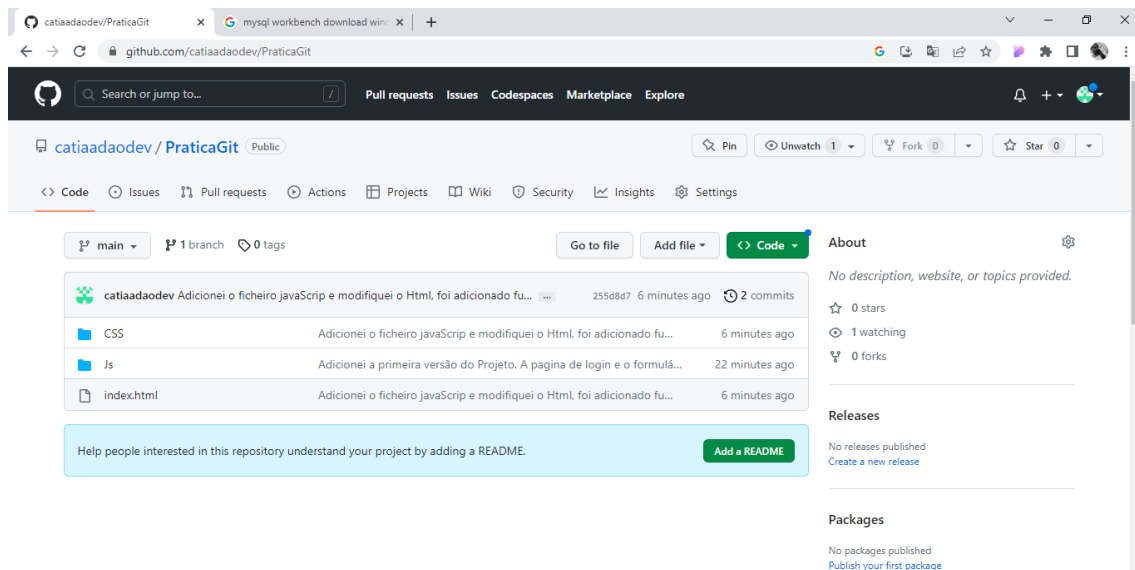 catiaadaodev/PraticaGit
mysql workbench download wind
github.com/catiaadaodev/PraticaGit
Search or jump to... /
Pull requests Issues Codespaces Marketplace Explore
catiaadaodev / PraticaGit Public
Pin Unwatch 1 Fork 0 Star 0
Code Issues Pull requests Actions Projects Wiki Security Insights Settings
main 1 branch 0 tags Go to file Add file Code
catiaadaodev Adicionei o ficheiro javaScrip e modifiquei o Html, foi adicionado fu... ... 255d8d7 6 minutes ago 2 commits
CSS Adicionei o ficheiro javaScrip e modifiquei o Html, foi adicionado fu... 6 minutes ago
Js Adicionei a primeira versão do Projeto. A pagina de login e o formulá... 22 minutes ago
index.html Adicionei o ficheiro javaScrip e modifiquei o Html, foi adicionado fu... 6 minutes ago
Help people interested in this repository understand your project by adding a README. Add a README
About
No description, website, or topics provided.
0 stars
1 watching
0 forks
Releases
No releases published
Create a new release
Packages
No packages published
Publish your first package